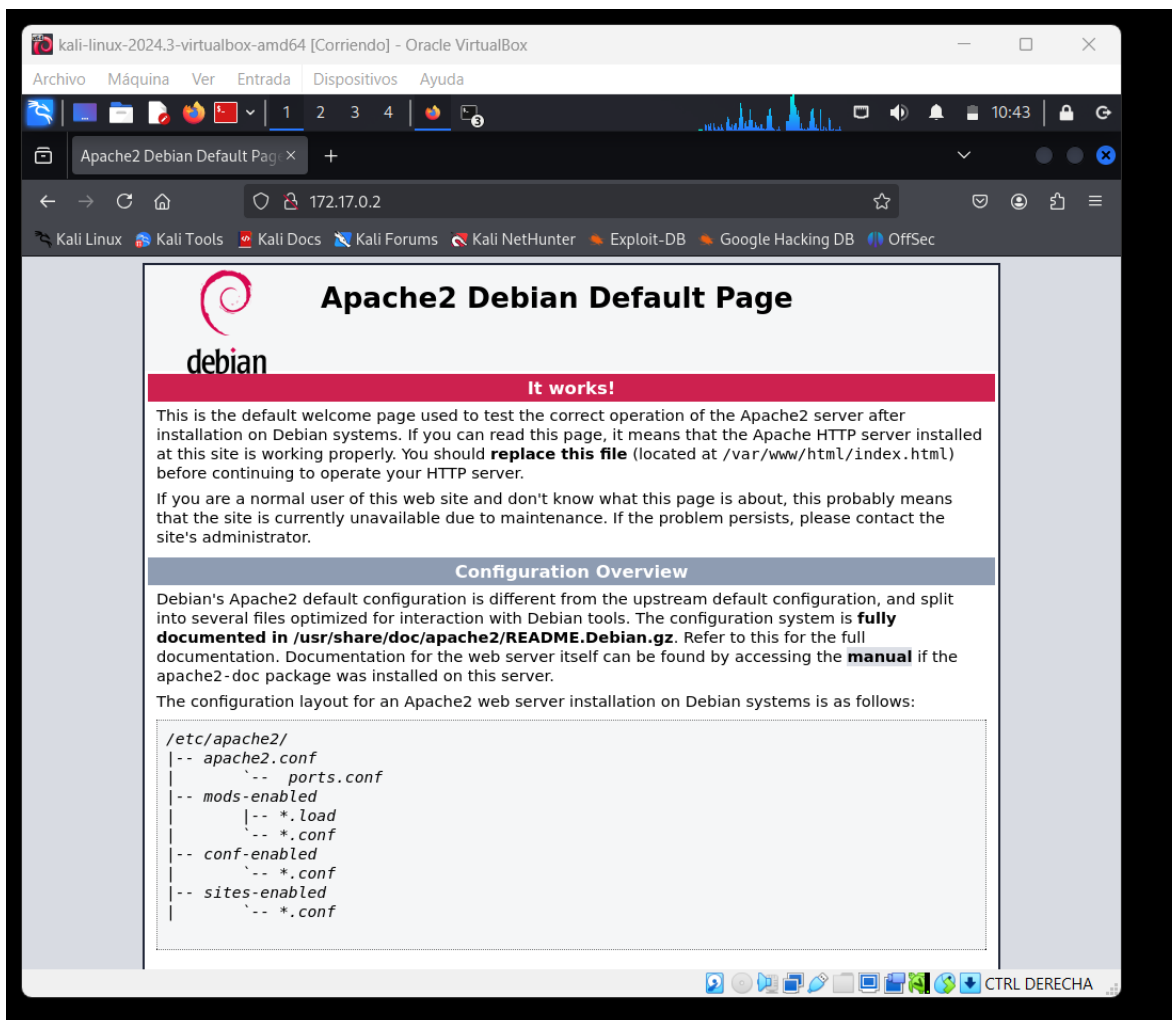 kali-linux-2024.3-virtualbox-amd64 [Corriendo] - Oracle VirtualBox
Archivo Máquina Ver Entrada Dispositivos Ayuda
1 2 3 4 3 10:43
Apache2 Debian Default Pag
172.17.0.2
Kali Linux Kali Tools Kali Docs Kali Forums Kali NetHunter Exploit-DB Google Hacking DB OffSec
debian
Apache2 Debian Default Page
It works!
This is the default welcome page used to test the correct operation of the Apache2 server after
installation on Debian systems. If you can read this page, it means that the Apache HTTP server installed
at this site is working properly. You should replace this file (located at /var/www/html/index.html)
before continuing to operate your HTTP server.
If you are a normal user of this web site and don't know what this page is about, this probably means
that the site is currently unavailable due to maintenance. If the problem persists, please contact the
site's administrator.
Configuration Overview
Debian's Apache2 default configuration is different from the upstream default configuration, and split
into several files optimized for interaction with Debian tools. The configuration system is fully
documented in /usr/share/doc/apache2/README.Debian.gz. Refer to this for the full
documentation. Documentation for the web server itself can be found by accessing the manual if the
apache2-doc package was installed on this server.
The configuration layout for an Apache2 web server installation on Debian systems is as follows:
/etc/apache2/
|-- apache2.conf
|       `--  ports.conf
|-- mods-enabled
|       |-- *.load
|       `-- *.conf
|-- conf-enabled
|       `-- *.conf
|-- sites-enabled
|       `-- *.conf
CTRL DERECHA